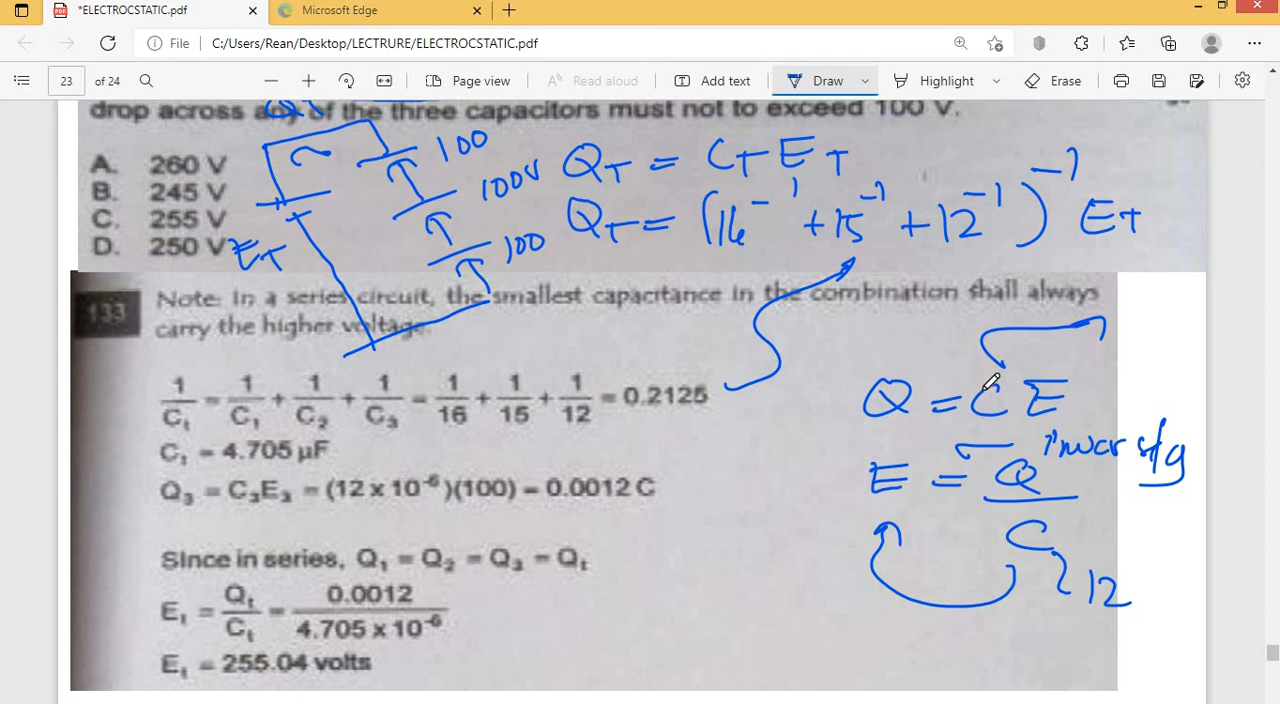 *ELECTROCSTATIC.pdf
Microsoft Edge
File C:/Users/Rean/Desktop/LECTRURE/ELECTROCSTATIC.pdf
23 of 24 Page view Read aloud Add text Draw Highlight Erase
drop across any of the three capacitors must not to exceed 100 V.
A. 260 V
B. 245 V
C. 255 V
D. 250 V
100
100V
100
ET
QT = CT ET
QT = (16⁻¹ + 15⁻¹ + 12⁻¹)⁻¹ ET
133 Note: In a series circuit, the smallest capacitance in the combination shall always
carry the higher voltage.
1/Ct = 1/C1 + 1/C2 + 1/C3 = 1/16 + 1/15 + 1/12 = 0.2125
Ct = 4.705 μF
Q3 = C3E3 = (12 x 10⁻⁶)(100) = 0.0012 C
Since in series, Q1 = Q2 = Q3 = Qt
Et = Qt/Ct = 0.0012/4.705 x 10⁻⁶
Et = 255.04 volts
Q = C E
E = Q/C
12